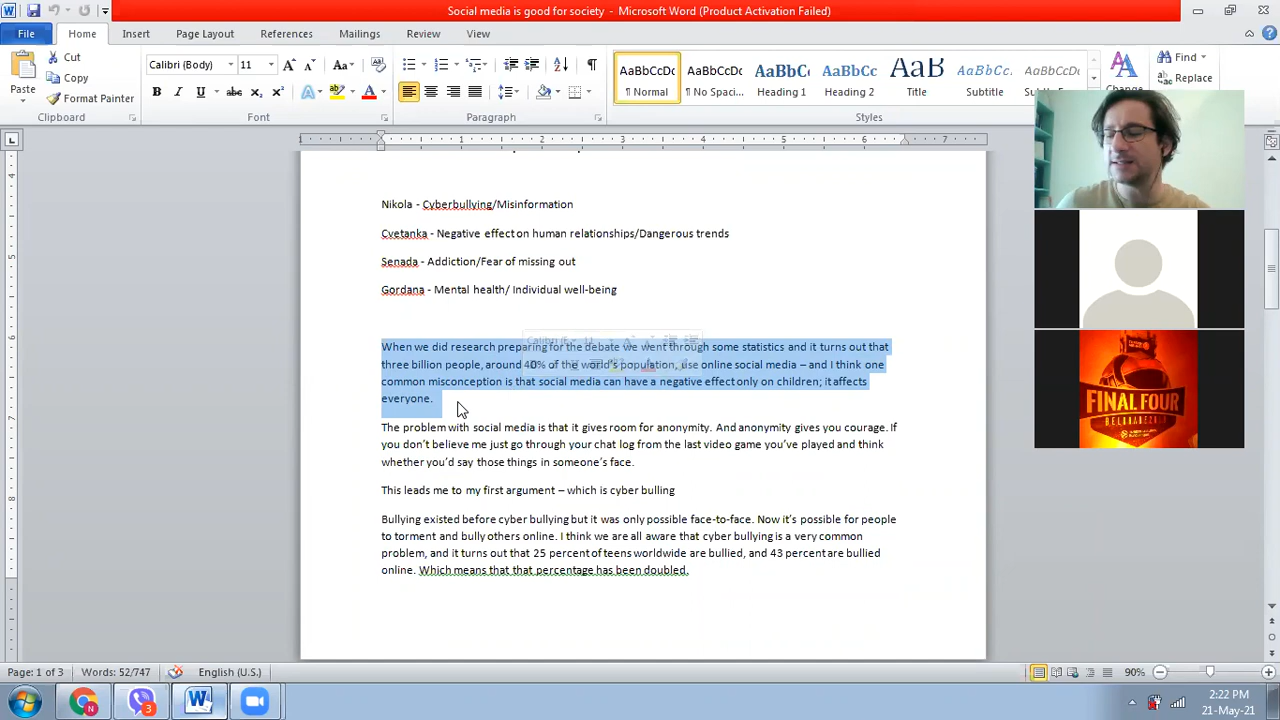 Social media is good for society - Microsoft Word (Product Activation Failed)
File Home Insert Page Layout References Mailings Review View
Paste
Cut
Copy
Format Painter
Clipboard
Calibri (Body) 11
Font
Paragraph
AaBbCcDc AaBbCcDc AaBbC AaBbCc AaB AaBbCc. AaBbCcDc
¶ Normal ¶ No Spaci... Heading 1 Heading 2 Title Subtitle Subtle Em...
Change
Styles
Find
Replace
Nikola - Cyberbullying/Misinformation
Cvetanka - Negative effect on human relationships/Dangerous trends
Senada - Addiction/Fear of missing out
Gordana - Mental health/ Individual well-being
When we did research preparing for the debate we went through some statistics and it turns out that
three billion people, around 40% of the world's population, use online social media – and I think one
common misconception is that social media can have a negative effect only on children; it affects
everyone.
The problem with social media is that it gives room for anonymity. And anonymity gives you courage. If
you don't believe me just go through your chat log from the last video game you've played and think
whether you'd say those things in someone's face.
This leads me to my first argument – which is cyber bulling
Bullying existed before cyber bullying but it was only possible face-to-face. Now it's possible for people
to torment and bully others online. I think we are all aware that cyber bullying is a very common
problem, and it turns out that 25 percent of teens worldwide are bullied, and 43 percent are bullied
online. Which means that that percentage has been doubled.
FINAL FOUR
Page: 1 of 3 Words: 52/747 English (U.S.) 90%
3
2:22 PM
21-May-21